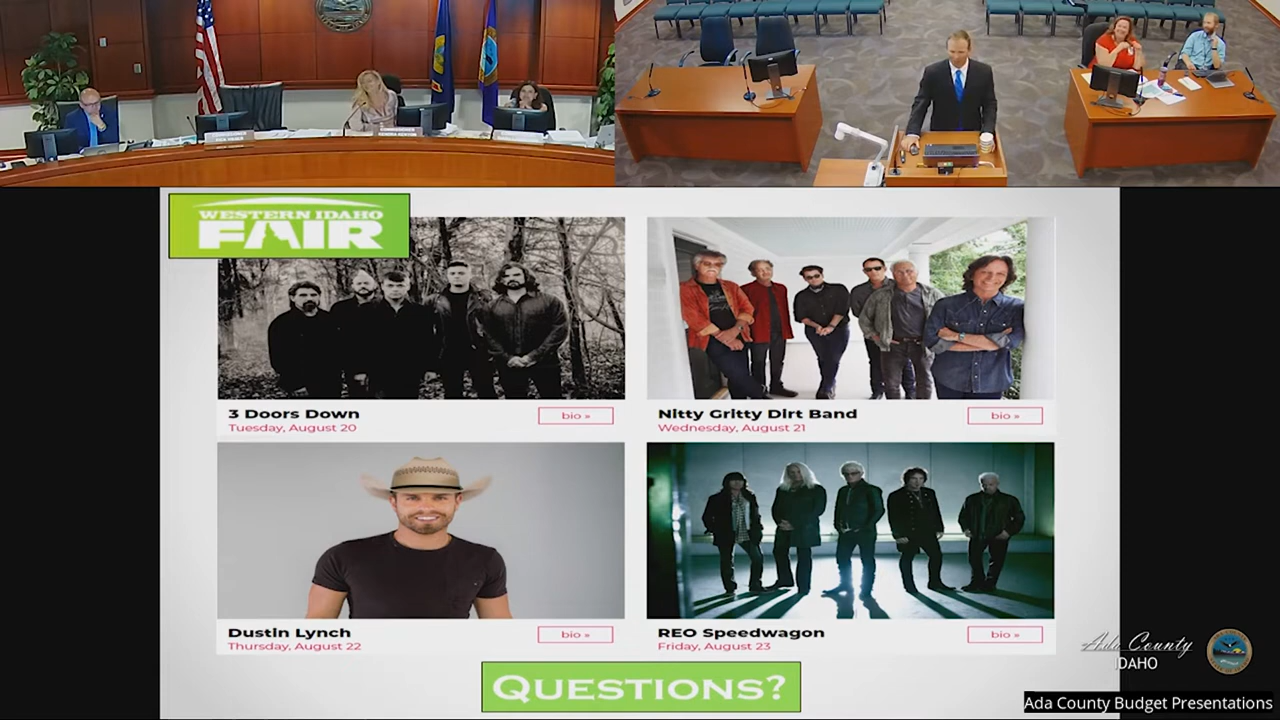 WESTERN IDAHO
FAIR
3 Doors Down
bio »
Tuesday, August 20
Nitty Gritty Dirt Band
bio »
Wednesday, August 21
Dustin Lynch
bio »
Thursday, August 22
REO Speedwagon
bio »
Friday, August 23
QUESTIONS?
Ada County
IDAHO
Ada County Budget Presentations